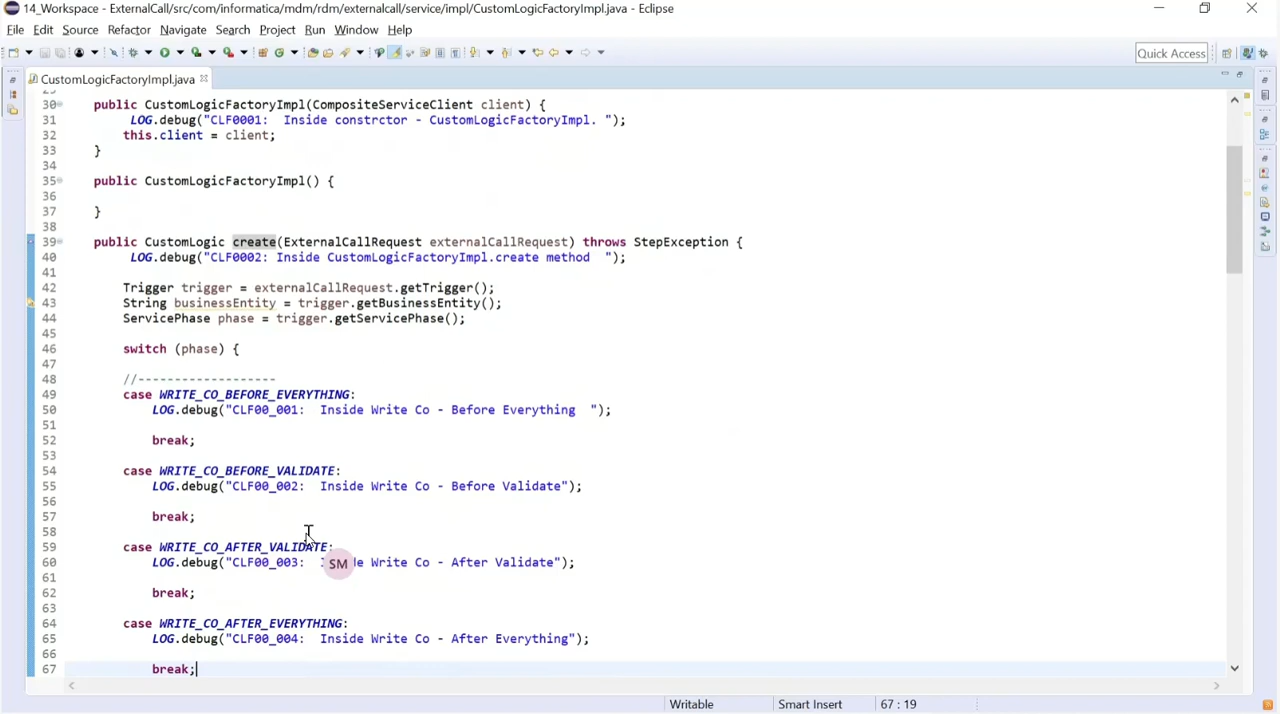 14_Workspace - ExternalCall/src/com/informatica/mdm/rdm/externalcall/service/impl/CustomLogicFactoryImpl.java - Eclipse
File Edit Source Refactor Navigate Search Project Run Window Help
Quick Access
CustomLogicFactoryImpl.java
30 public CustomLogicFactoryImpl(CompositeServiceClient client) {
31 LOG.debug("CLF0001:  Inside constrctor - CustomLogicFactoryImpl. ");
32 this.client = client;
33 }
34
35 public CustomLogicFactoryImpl() {
36
37 }
38
39 public CustomLogic create(ExternalCallRequest externalCallRequest) throws StepException {
40 LOG.debug("CLF0002: Inside CustomLogicFactoryImpl.create method  ");
41
42 Trigger trigger = externalCallRequest.getTrigger();
43 String businessEntity = trigger.getBusinessEntity();
44 ServicePhase phase = trigger.getServicePhase();
45
46 switch (phase) {
47
48 //-------------------
49 case WRITE_CO_BEFORE_EVERYTHING:
50 LOG.debug("CLF00_001:  Inside Write Co - Before Everything  ");
51
52 break;
53
54 case WRITE_CO_BEFORE_VALIDATE:
55 LOG.debug("CLF00_002:  Inside Write Co - Before Validate");
56
57 break;
58
59 case WRITE_CO_AFTER_VALIDATE:
60 LOG.debug("CLF00_003: SM Write Co - After Validate");
61
62 break;
63
64 case WRITE_CO_AFTER_EVERYTHING:
65 LOG.debug("CLF00_004:  Inside Write Co - After Everything");
66
67 break;
Writable Smart Insert 67 : 19